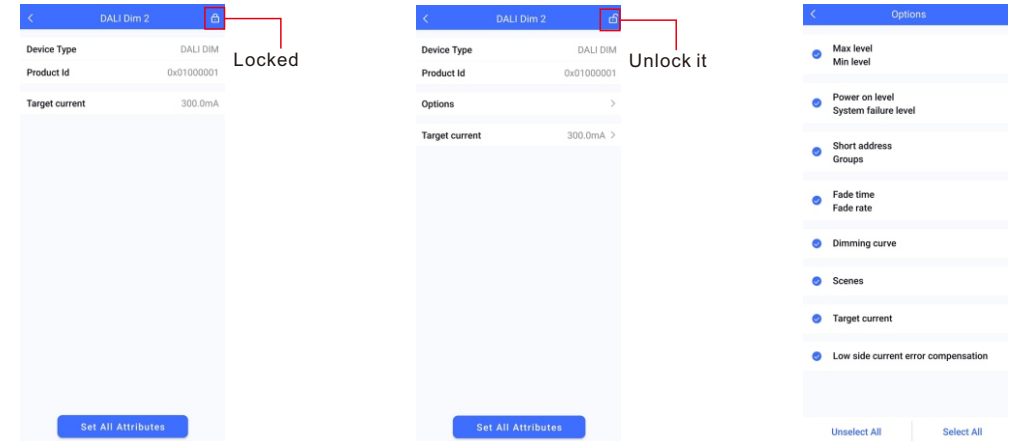 DALI Dim 2
Locked
Device Type DALI DIM
Product Id 0x01000001
Target current 300.0mA
Set All Attributes
DALI Dim 2
Unlock it
Device Type DALI DIM
Product Id 0x01000001
Options
Target current 300.0mA
Set All Attributes
Options
Max level
Min level
Power on level
System failure level
Short address
Groups
Fade time
Fade rate
Dimming curve
Scenes
Target current
Low side current error compensation
Unselect All Select All